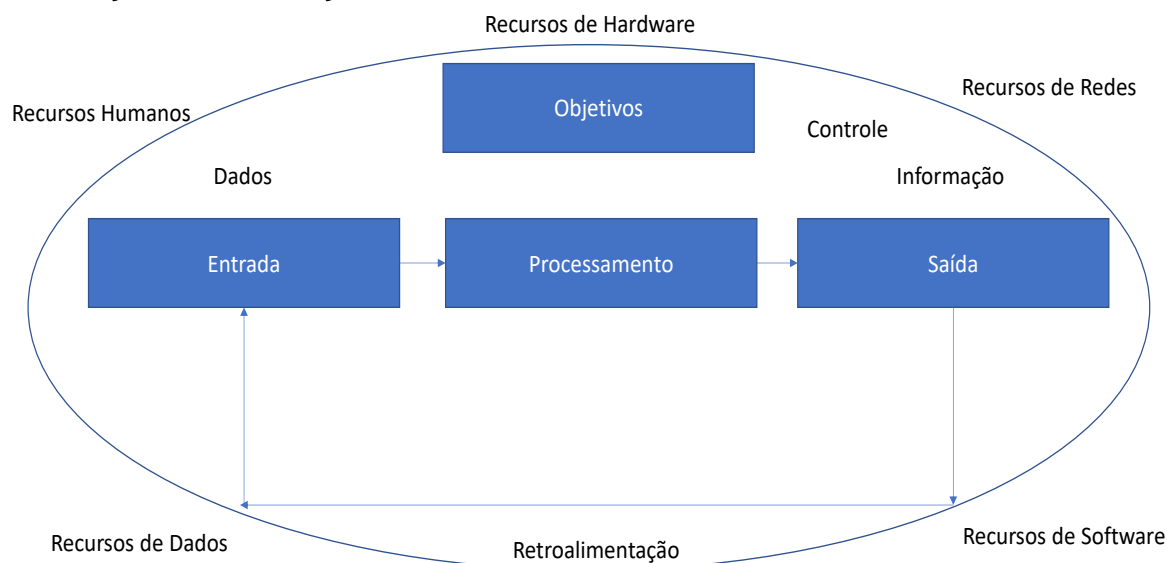 Recursos de Hardware
Recursos Humanos
Objetivos
Recursos de Redes
Controle
Dados
Informação
Entrada
Processamento
Saída
Recursos de Dados
Retroalimentação
Recursos de Software